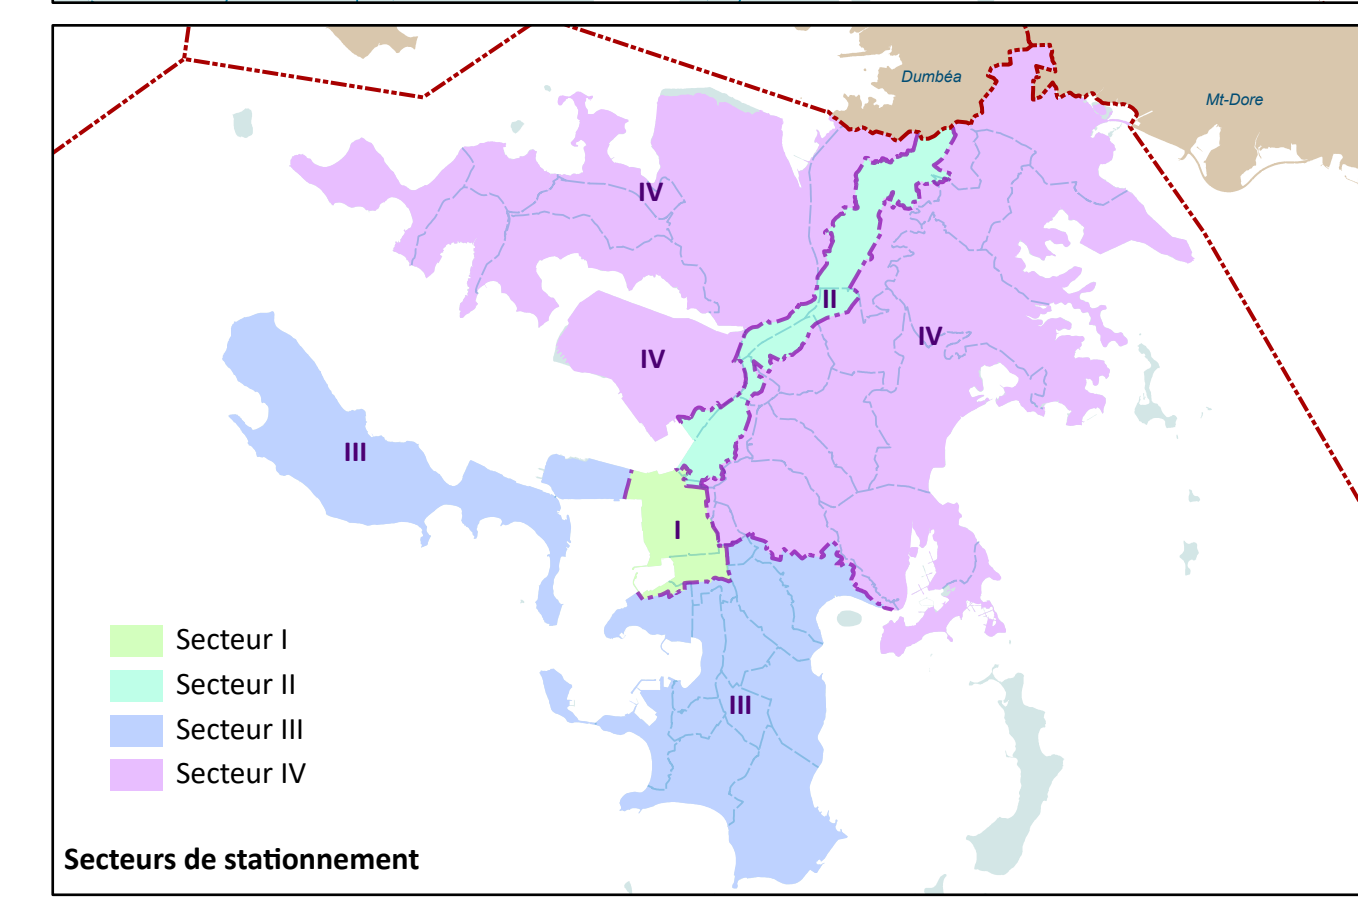 Dumbéa
Mt-Dore
IV
II
IV
IV
III
I
III
Secteur I
Secteur II
Secteur III
Secteur IV
Secteurs de stationnement